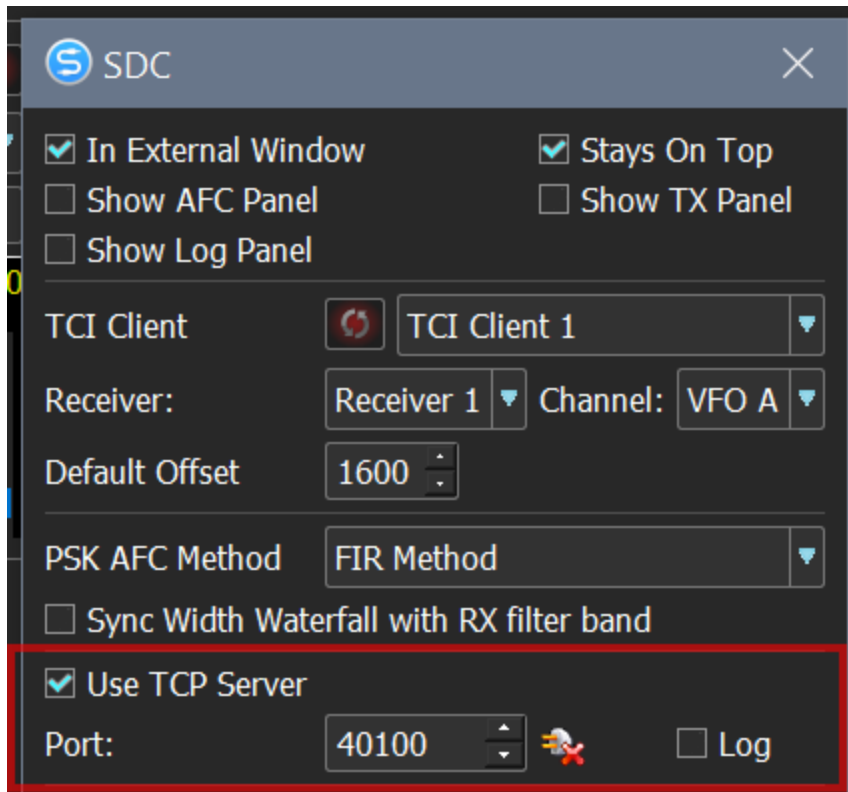 SDC
In External Window Stays On Top
Show AFC Panel Show TX Panel
Show Log Panel
TCI Client TCI Client 1
Receiver: Receiver 1 Channel: VFO A
Default Offset 1600
PSK AFC Method FIR Method
Sync Width Waterfall with RX filter band
Use TCP Server
Port: 40100 Log